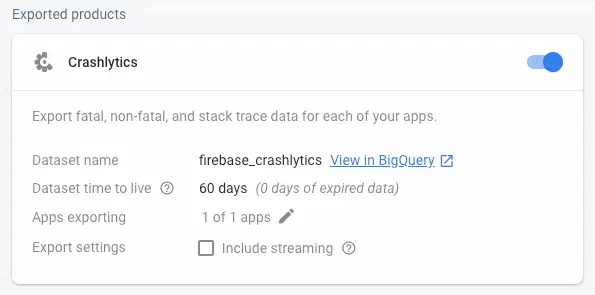 Exported products
Crashlytics
Export fatal, non-fatal, and stack trace data for each of your apps.
Dataset name firebase_crashlytics View in BigQuery
Dataset time to live ? 60 days (0 days of expired data)
Apps exporting 1 of 1 apps
Export settings Include streaming ?